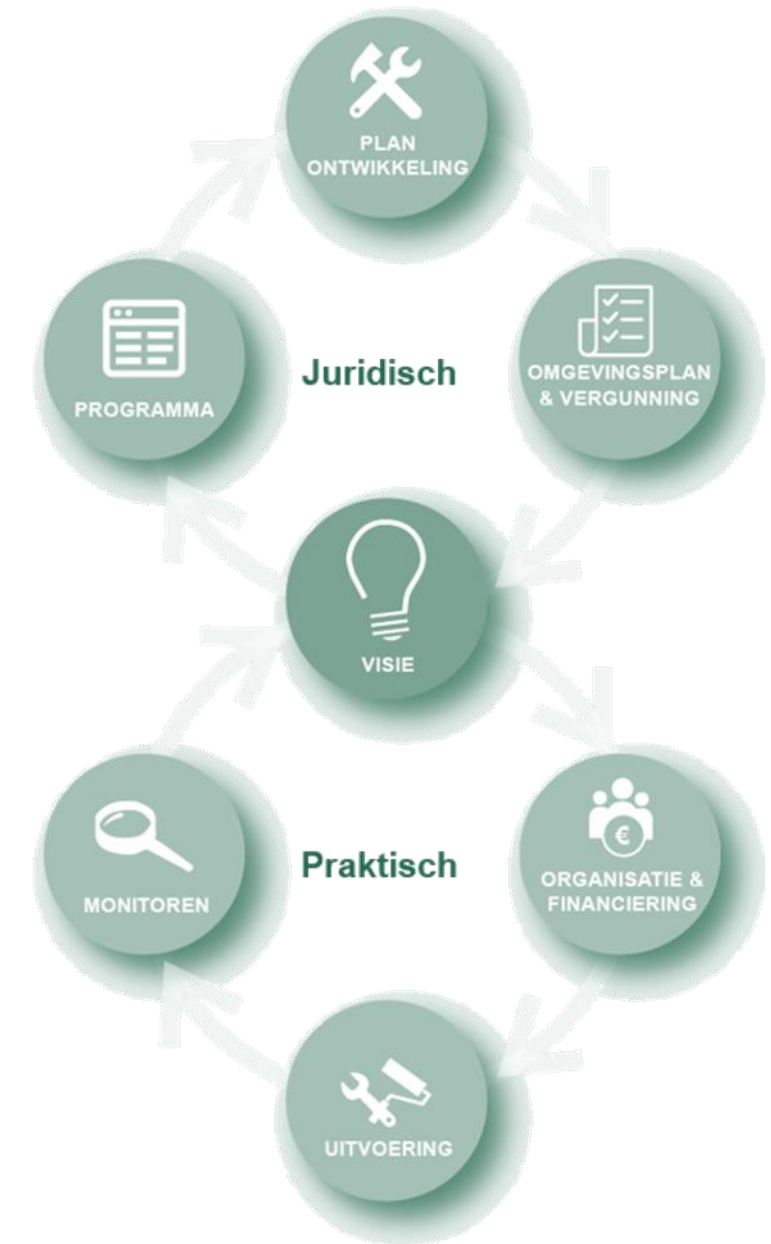 PLAN
ONTWIKKELING
PROGRAMMA
Juridisch
OMGEVINGSPLAN
& VERGUNNING
VISIE
MONITOREN
Praktisch
€
ORGANISATIE &
FINANCIERING
UITVOERING